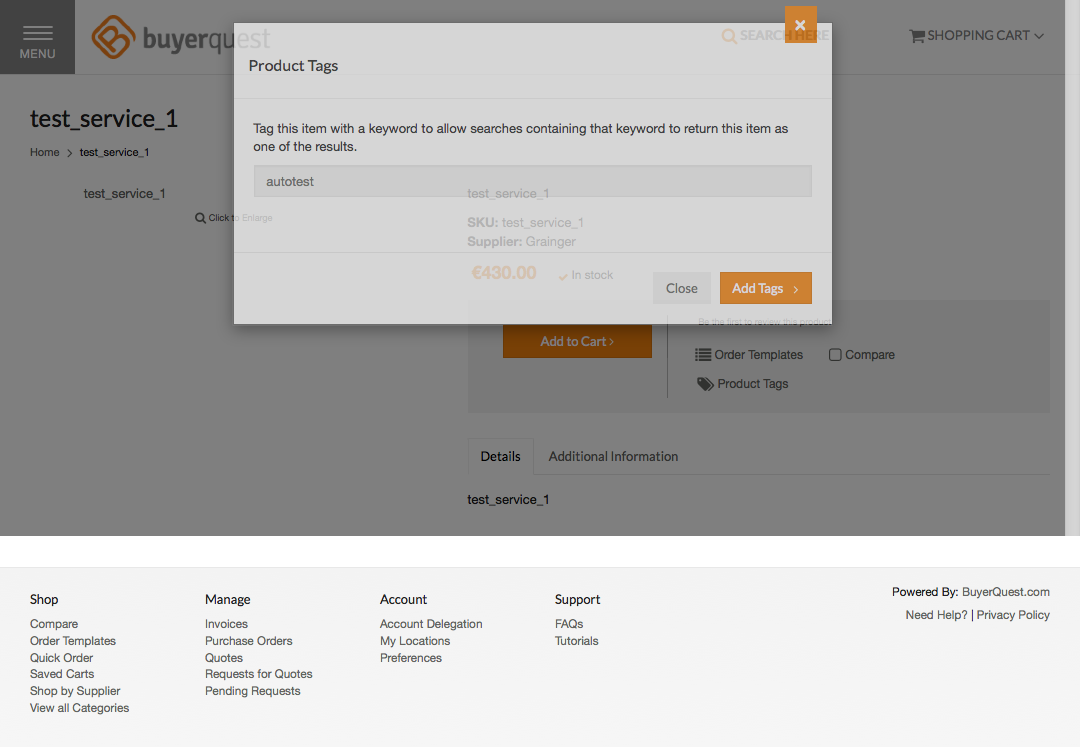 MENU
buyerquest
SEARCH HERE
SHOPPING CART
×
Product Tags
test_service_1
Home > test_service_1
Tag this item with a keyword to allow searches containing that keyword to return this item as
one of the results.
autotest
test_service_1
Click to Enlarge
test_service_1
SKU: test_service_1
Supplier: Grainger
€430.00
In stock
Close
Add Tags >
Be the first to review this product
Add to Cart >
Order Templates
Compare
Product Tags
Details
Additional Information
test_service_1
Shop
Compare
Order Templates
Quick Order
Saved Carts
Shop by Supplier
View all Categories
Manage
Invoices
Purchase Orders
Quotes
Requests for Quotes
Pending Requests
Account
Account Delegation
My Locations
Preferences
Support
FAQs
Tutorials
Powered By: BuyerQuest.com
Need Help? | Privacy Policy